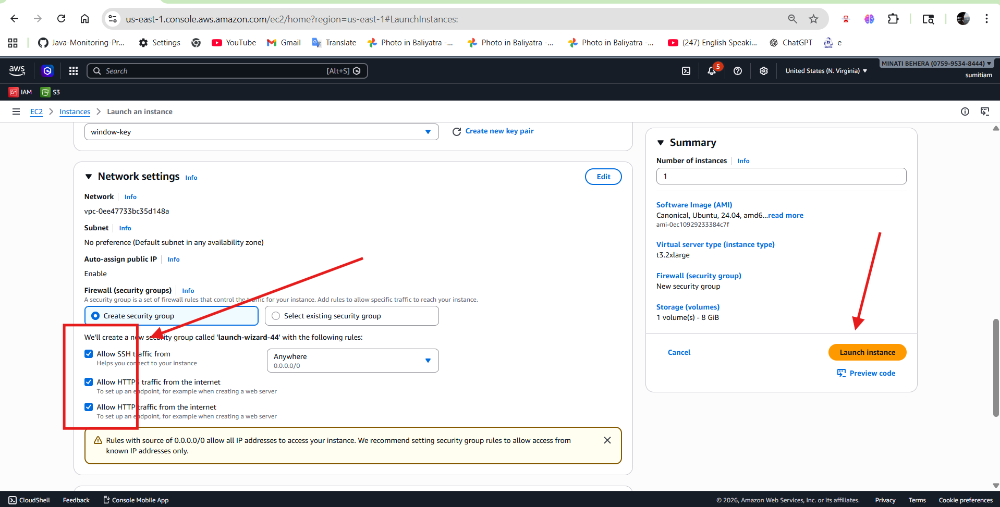 us-east-1.console.aws.amazon.com/ec2/home?region=us-east-1#LaunchInstances:
Java-Monitoring-Pr... Settings YouTube Gmail Translate Photo in Baliyatra -... Photo in Baliyatra -... Photo in Baliyatra -... (247) English Speaki... ChatGPT e
aws Search [Alt+S] 5 United States (N. Virginia) MINATI BEHERA (0759-9534-8444)
sumitiam
IAM S3
EC2 Instances Launch an instance
window-key
Create new key pair
Network settings Info
Edit
Network Info
vpc-0ee47733bc35d148a
Subnet Info
No preference (Default subnet in any availability zone)
Auto-assign public IP Info
Enable
Firewall (security groups) Info
A security group is a set of firewall rules that control the traffic for your instance. Add rules to allow specific traffic to reach your instance.
Create security group
Select existing security group
We'll create a new security group called 'launch-wizard-44' with the following rules:
Allow SSH traffic from
Helps you connect to your instance
Anywhere
0.0.0.0/0
Allow HTTPS traffic from the internet
To set up an endpoint, for example when creating a web server
Allow HTTP traffic from the internet
To set up an endpoint, for example when creating a web server
Rules with source of 0.0.0.0/0 allow all IP addresses to access your instance. We recommend setting security group rules to allow access from
known IP addresses only.
Summary
Number of instances Info
1
Software Image (AMI)
Canonical, Ubuntu, 24.04, amd6...read more
ami-0ec10929233384c7f
Virtual server type (instance type)
t3.2xlarge
Firewall (security group)
New security group
Storage (volumes)
1 volume(s) - 8 GiB
Cancel
Launch instance
Preview code
CloudShell Feedback Console Mobile App © 2026, Amazon Web Services, Inc. or its affiliates. Privacy Terms Cookie preferences